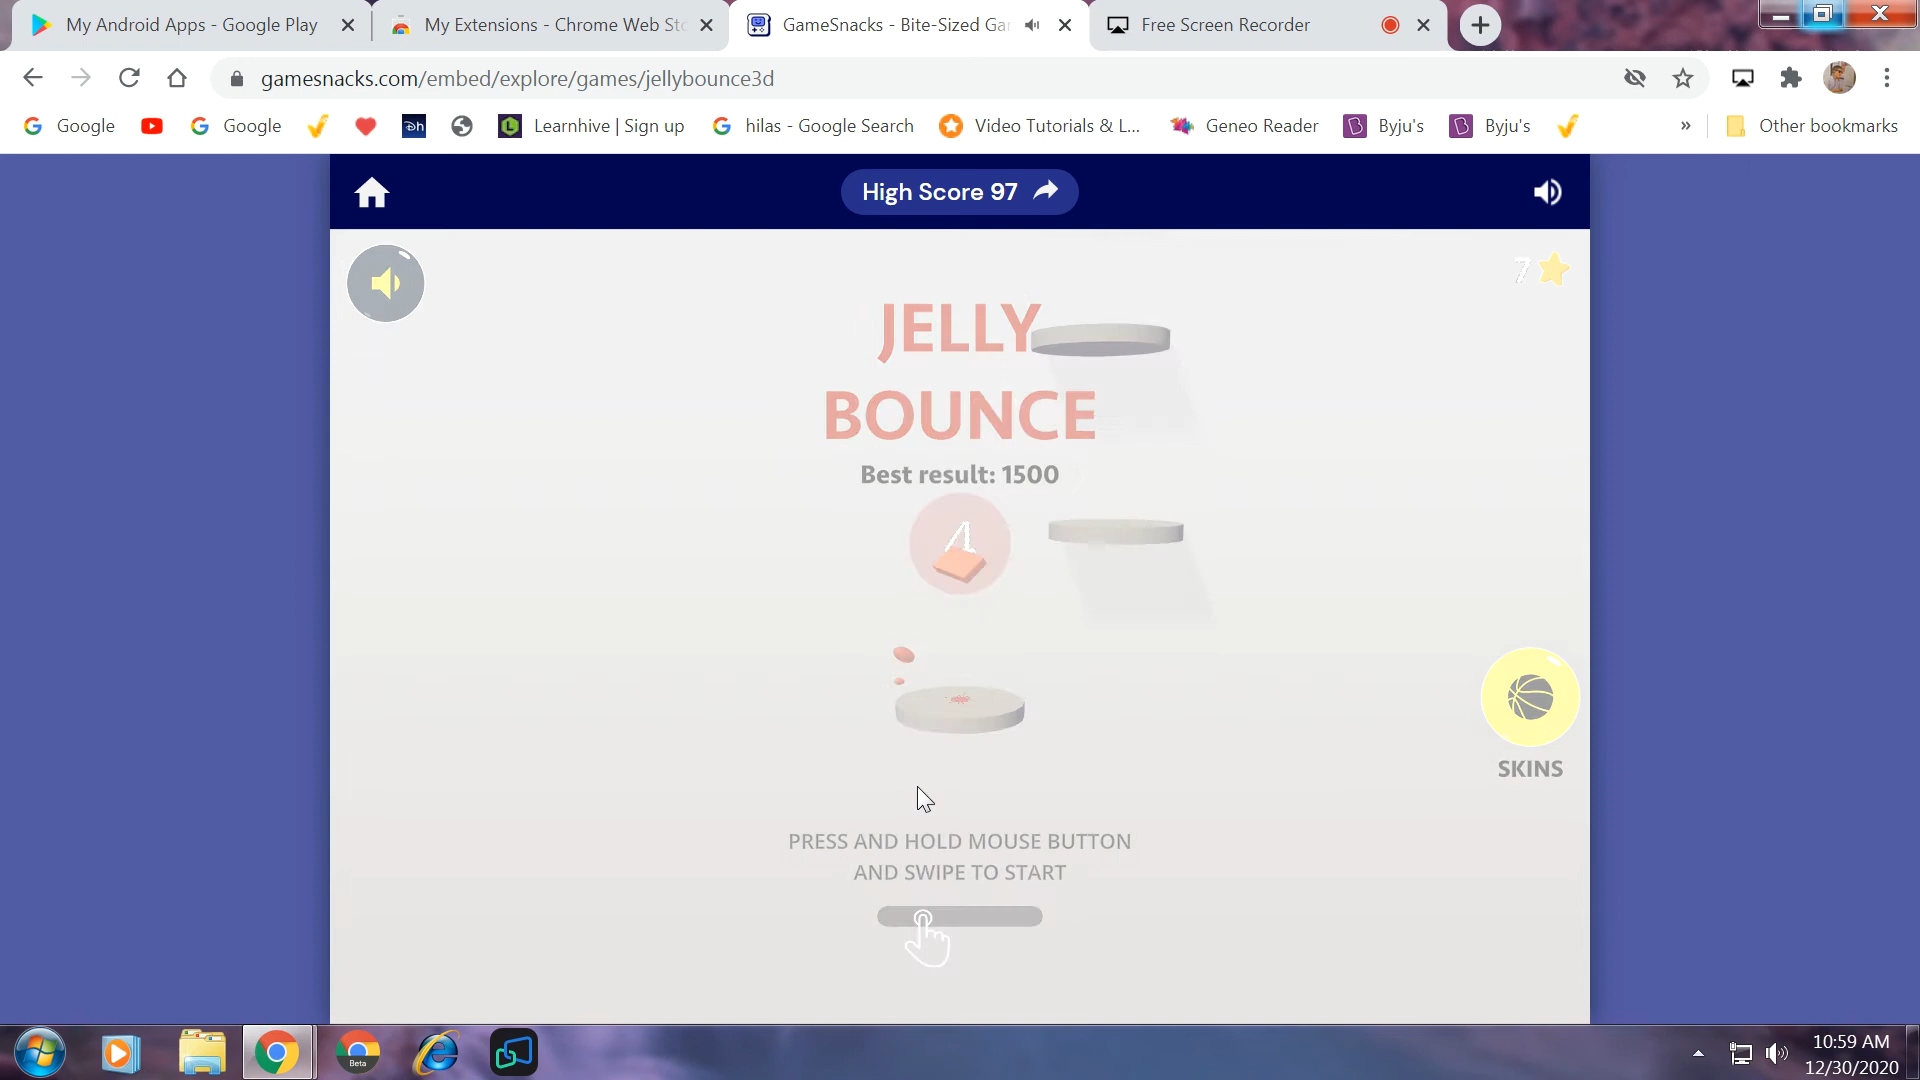 My Android Apps - Google Play
My Extensions - Chrome Web Sto
GameSnacks - Bite-Sized Gar
Free Screen Recorder
gamesnacks.com/embed/explore/games/jellybounce3d
Google
Google
Learnhive | Sign up
hilas - Google Search
Video Tutorials & L...
Geneo Reader
Byju's
Byju's
»
Other bookmarks
High Score 97
7
JELLY
BOUNCE
Best result: 1500
SKINS
PRESS AND HOLD MOUSE BUTTON
AND SWIPE TO START
Beta
10:59 AM
12/30/2020